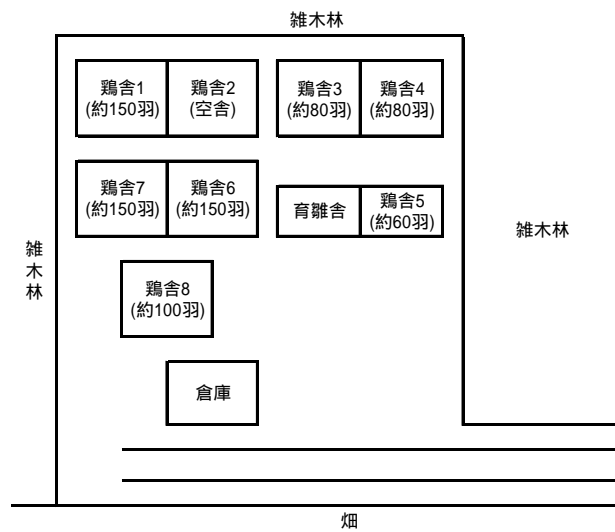 雑木林
鶏舎1
(約150羽)
鶏舎2
(空舎)
鶏舎3
(約80羽)
鶏舎4
(約80羽)
鶏舎7
(約150羽)
鶏舎6
(約150羽)
育雛舎
鶏舎5
(約60羽)
雑木林
雑木林
鶏舎8
(約100羽)
倉庫
畑